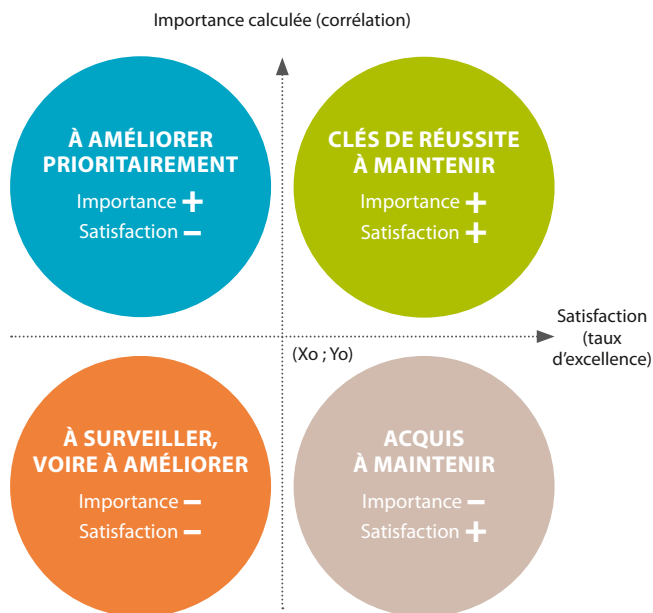 Importance calculée (corrélation)
À AMÉLIORER
PRIORITAIREMENT
Importance +
Satisfaction –
CLÉS DE RÉUSSITE
À MAINTENIR
Importance +
Satisfaction +
Satisfaction
(taux
d’excellence)
(Xo ; Yo)
À SURVEILLER,
VOIRE À AMÉLIORER
Importance –
Satisfaction –
ACQUIS
À MAINTENIR
Importance –
Satisfaction +